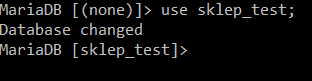 MariaDB [(none)]> use sklep_test;
Database changed
MariaDB [sklep_test]>